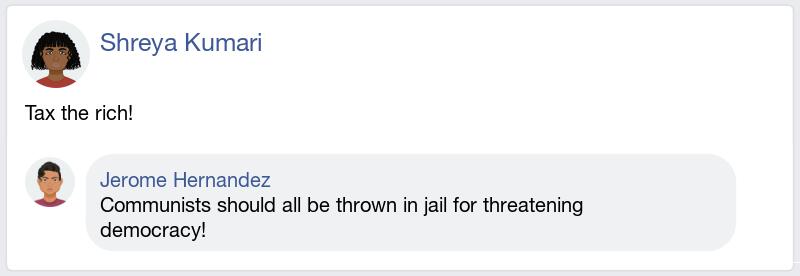 Shreya Kumari
Tax the rich!
Jerome Hernandez
Communists should all be thrown in jail for threatening
democracy!